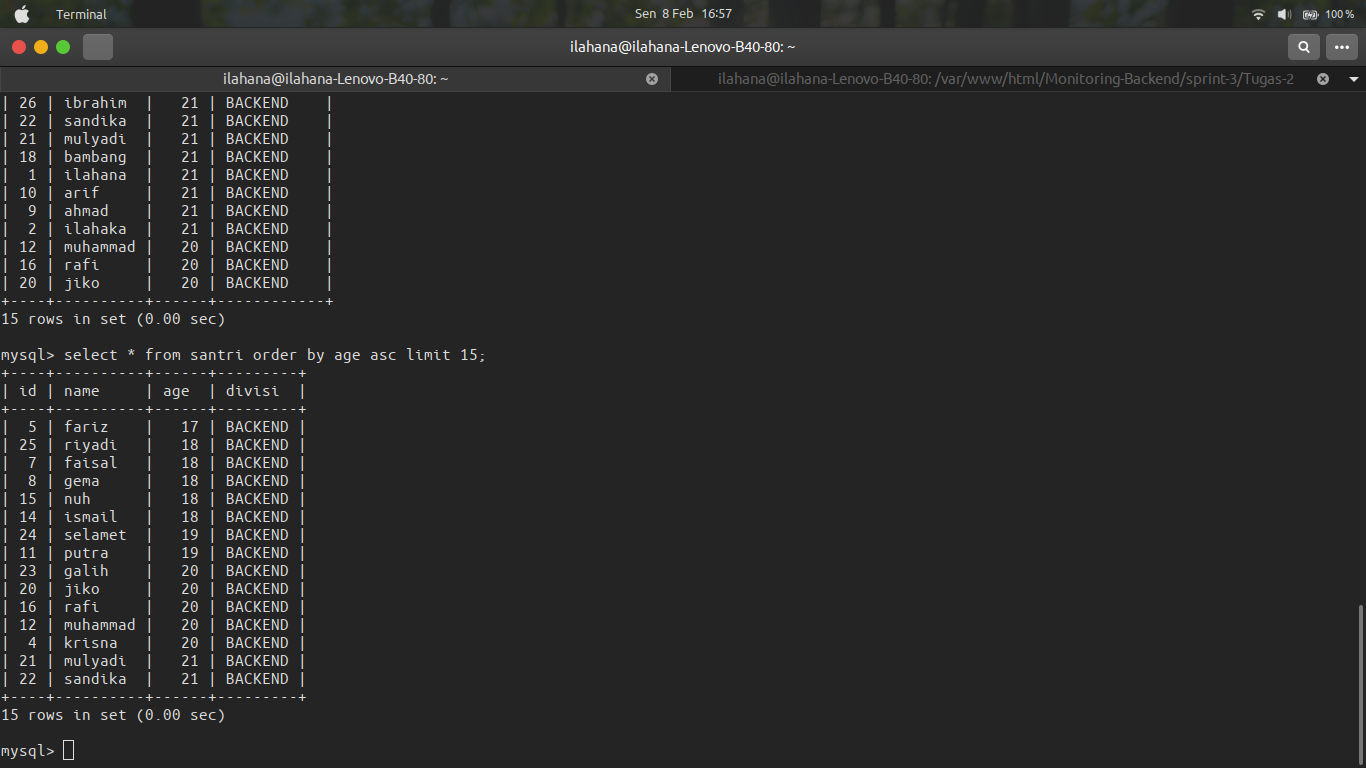 Terminal
Sen 8 Feb 16:57
100 %
ilahana@ilahana-Lenovo-B40-80: ~
ilahana@ilahana-Lenovo-B40-80: ~
ilahana@ilahana-Lenovo-B40-80: /var/www/html/Monitoring-Backend/sprint-3/Tugas-2
| 26 | ibrahim  |   21 | BACKEND    |
| 22 | sandika  |   21 | BACKEND    |
| 21 | mulyadi  |   21 | BACKEND    |
| 18 | bambang  |   21 | BACKEND    |
|  1 | ilahana  |   21 | BACKEND    |
| 10 | arif     |   21 | BACKEND    |
|  9 | ahmad    |   21 | BACKEND    |
|  2 | ilahaka  |   21 | BACKEND    |
| 12 | muhammad |   20 | BACKEND    |
| 16 | rafi     |   20 | BACKEND    |
| 20 | jiko     |   20 | BACKEND    |
+----+----------+------+------------+
15 rows in set (0.00 sec)
mysql> select * from santri order by age asc limit 15;
+----+----------+------+---------+
| id | name     | age  | divisi  |
+----+----------+------+---------+
|  5 | fariz    |   17 | BACKEND |
| 25 | riyadi   |   18 | BACKEND |
|  7 | faisal   |   18 | BACKEND |
|  8 | gema     |   18 | BACKEND |
| 15 | nuh      |   18 | BACKEND |
| 14 | ismail   |   18 | BACKEND |
| 24 | selamet  |   19 | BACKEND |
| 11 | putra    |   19 | BACKEND |
| 23 | galih    |   20 | BACKEND |
| 20 | jiko     |   20 | BACKEND |
| 16 | rafi     |   20 | BACKEND |
| 12 | muhammad |   20 | BACKEND |
|  4 | krisna   |   20 | BACKEND |
| 21 | mulyadi  |   21 | BACKEND |
| 22 | sandika  |   21 | BACKEND |
+----+----------+------+---------+
15 rows in set (0.00 sec)
mysql>